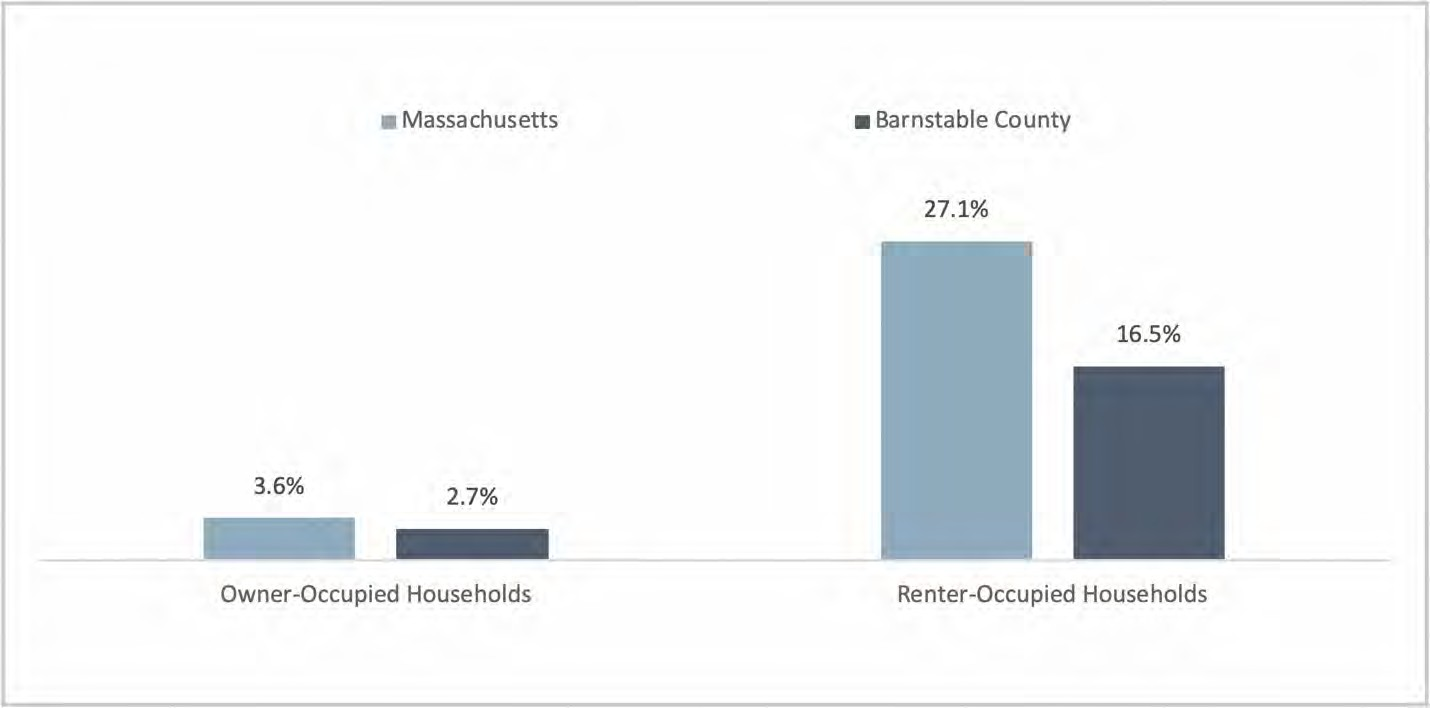 Massachusetts
Barnstable County
27.1%
16.5%
3.6%
2.7%
Owner-Occupied Households
Renter-Occupied Households